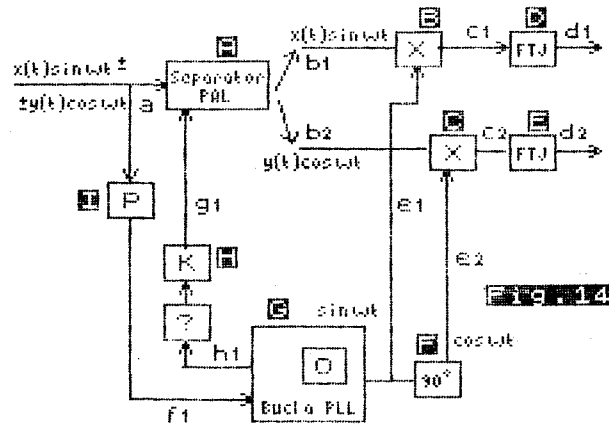 B
D
A
x(t)sinωt
X
c1
FTJ
d1
x(t)sinωt ±
Separator
PAL
b1
±y(t)cosωt
a
C
E
b2
X
c2
FTJ
d2
y(t)cosωt
I
P
g1
e1
e2
K
H
Fig.14
?
G
sinωt
F
cosωt
h1
O
90°
Bucla PLL
f1